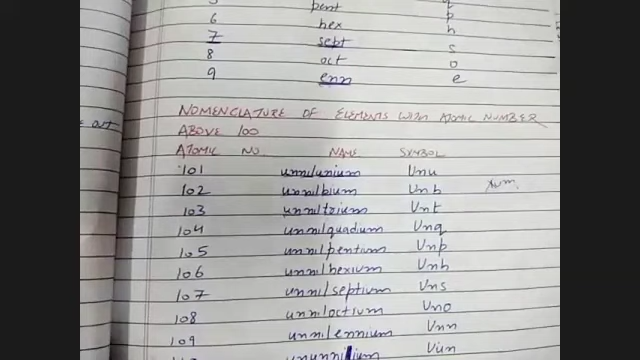 5 pent p
6 hex h
7 sept s
8 oct o
9 enn e
NOMENCLATURE OF ELEMENTS WITH ATOMIC NUMBER
ABOVE 100
ATOMIC NO NAME SYMBOL
101 unnilunium Unu
102 unnilbium Unb
103 unniltrium Unt
104 unnilquadium Unq
105 unnilpentium Unp
106 unnilhexium Unh
107 unnilseptium Uns
108 unniloctium Uno
109 unnilennium Unn
ununnilium Uun